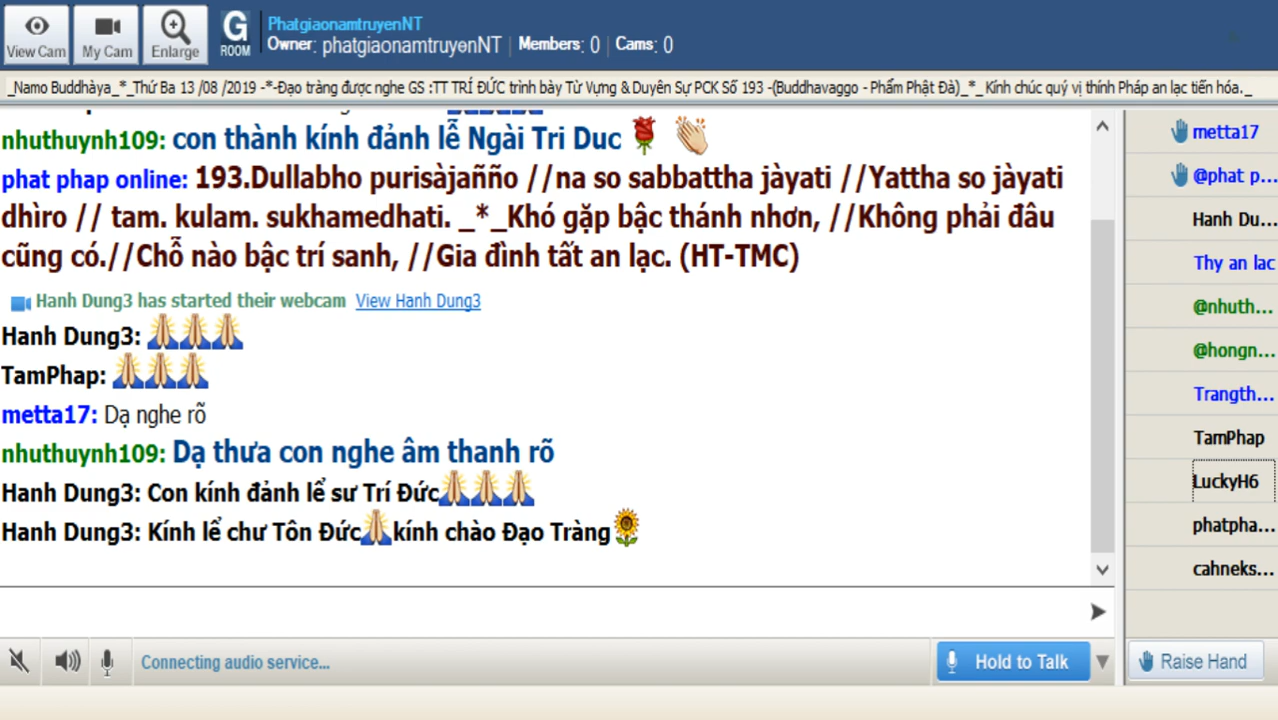 View Cam
My Cam
Enlarge
G
ROOM
PhatgiaonamtruyenNT
Owner: phatgiaonamtruyenNT | Members: 0 | Cams: 0
_Namo Buddhàya_*_Thứ Ba 13 /08 /2019 -*-Đạo tràng được nghe GS :TT TRÍ ĐỨC trình bày Từ Vựng & Duyên Sự PCK Số 193 -(Buddhavaggo - Phẩm Phật Đà)_*_ Kính chúc quý vị thính Pháp an lạc tiến hóa. _
nhuthuynh109: con thành kính đảnh lễ Ngài Tri Duc
phat phap online: 193.Dullabho purisàjañño //na so sabbattha jàyati //Yattha so jàyati
dhìro // tam. kulam. sukhamedhati. _*_Khó gặp bậc thánh nhơn, //Không phải đâu
cũng có.//Chỗ nào bậc trí sanh, //Gia đình tất an lạc. (HT-TMC)
Hanh Dung3 has started their webcam View Hanh Dung3
Hanh Dung3:
TamPhap:
metta17: Dạ nghe rõ
nhuthuynh109: Dạ thưa con nghe âm thanh rõ
Hanh Dung3: Con kính đảnh lể sư Trí Đức
Hanh Dung3: Kính lể chư Tôn Đức kính chào Đạo Tràng
metta17
@phat p...
Hanh Du...
Thy an lac
@nhuth...
@hongn...
Trangth...
TamPhap
LuckyH6
phatpha...
cahneks...
Connecting audio service...
Hold to Talk
Raise Hand